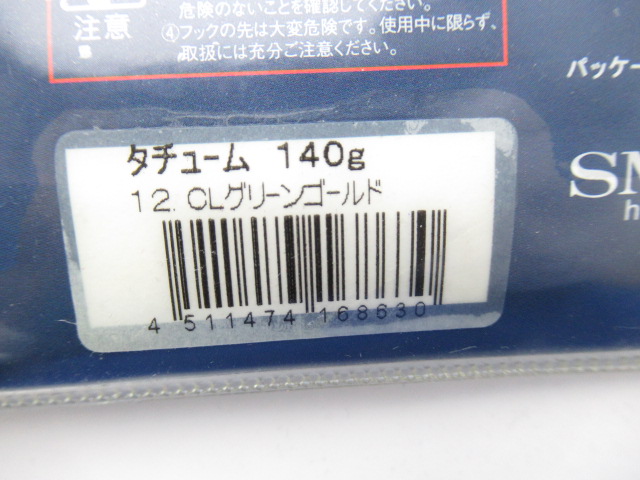 危険のない事を確認してください。
注意
④フックの先は大変危険です。使用中に限らず、
取扱には充分ご注意ください。
パッケー
タチューム 140g
12. CLグリーンゴールド
4 511474 168630
SM
h